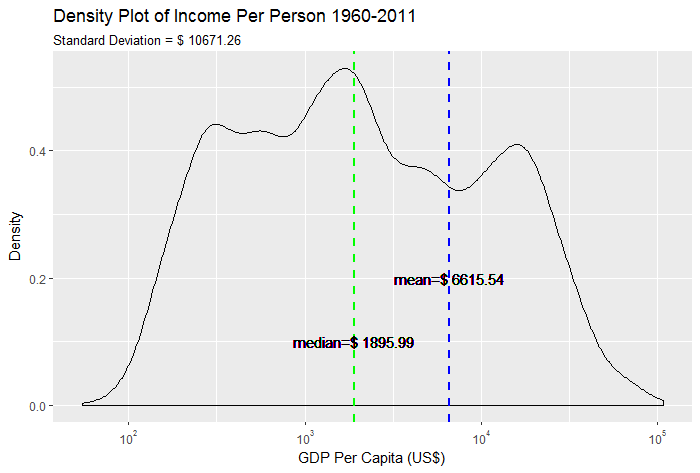 Density Plot of Income Per Person 1960-2011
Standard Deviation = $ 10671.26
0.4
Density
0.2
0.0
mean=$ 6615.54
median=$ 1895.99
10²
10³
10⁴
10⁵
GDP Per Capita (US$)